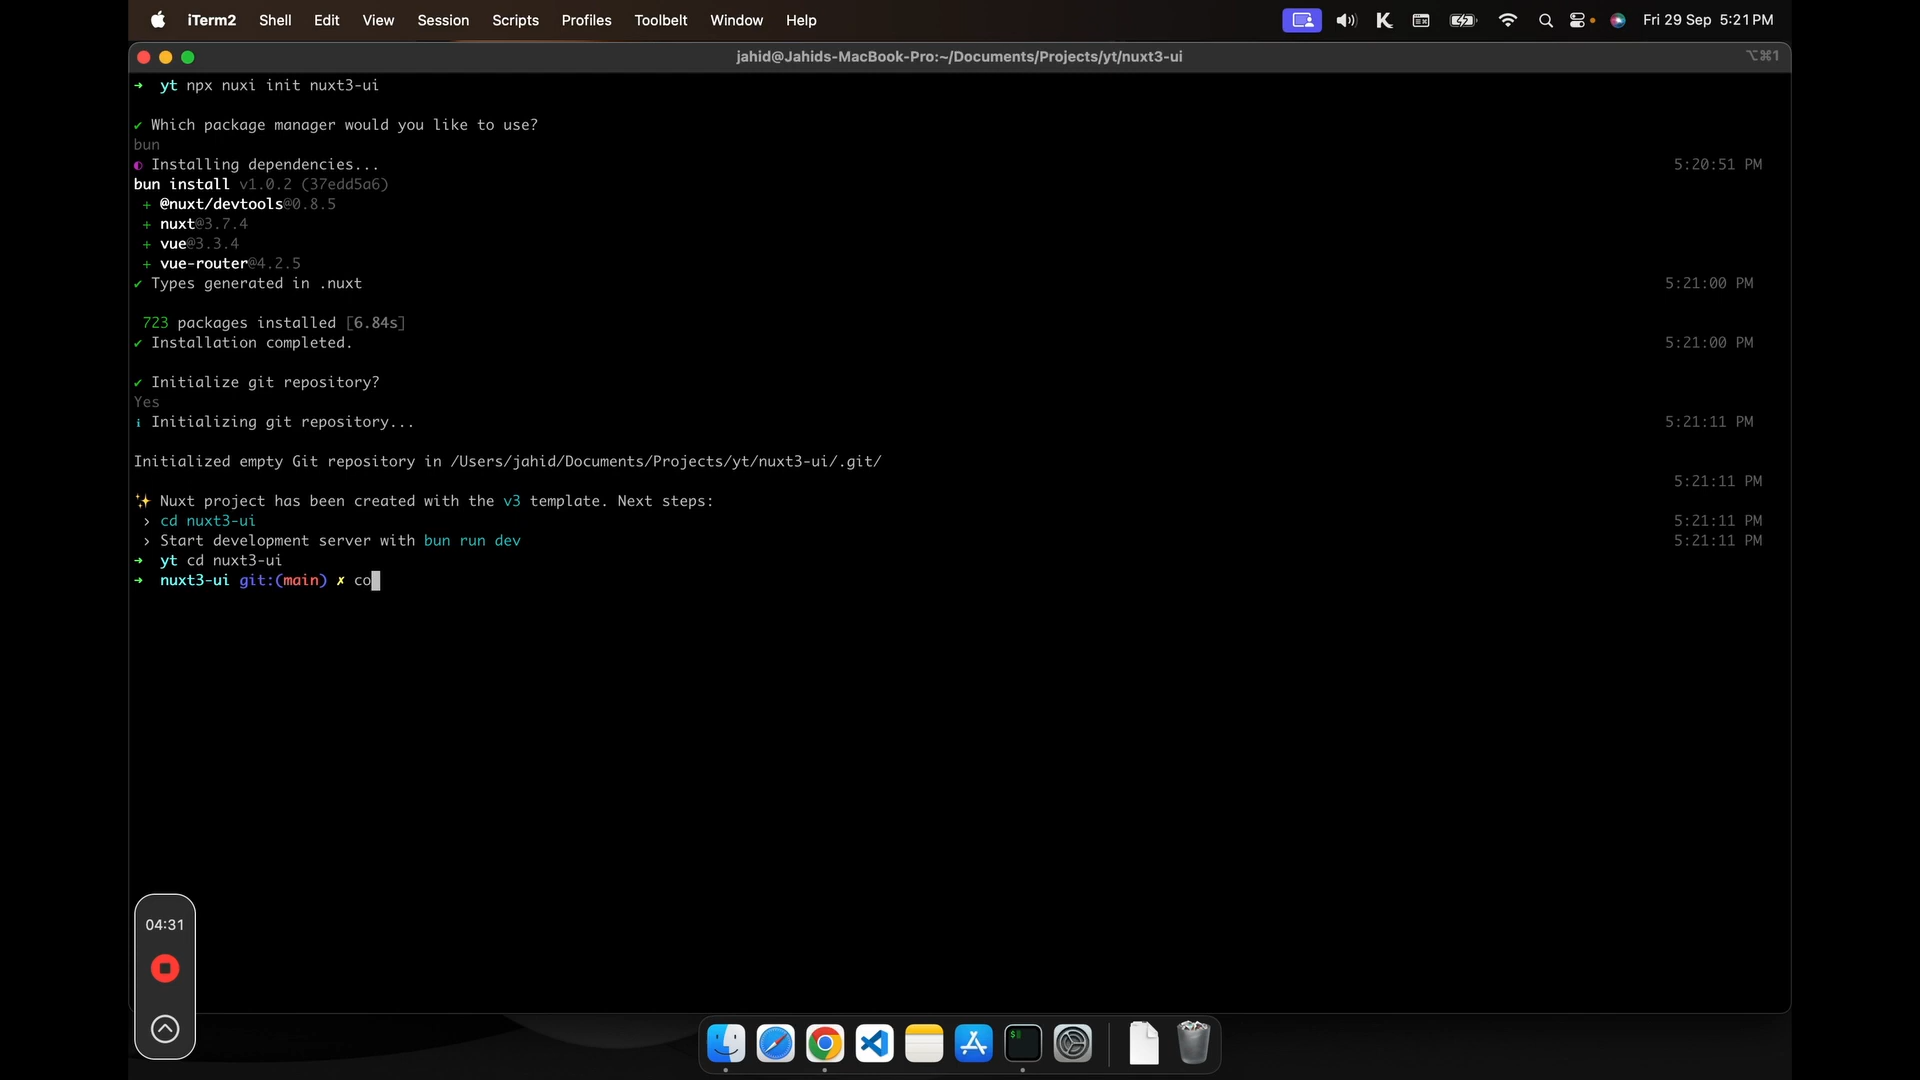 iTerm2 Shell Edit View Session Scripts Profiles Toolbelt Window Help Fri 29 Sep 5:21 PM
jahid@Jahids-MacBook-Pro:~/Documents/Projects/yt/nuxt3-ui ⌥⌘1
➜ yt npx nuxi init nuxt3-ui
✔ Which package manager would you like to use?
bun
◐ Installing dependencies... 5:20:51 PM
bun install v1.0.2 (37edd5a6)
+ @nuxt/devtools@0.8.5
+ nuxt@3.7.4
+ vue@3.3.4
+ vue-router@4.2.5
✔ Types generated in .nuxt 5:21:00 PM
723 packages installed [6.84s]
✔ Installation completed. 5:21:00 PM
✔ Initialize git repository?
Yes
ℹ Initializing git repository... 5:21:11 PM
Initialized empty Git repository in /Users/jahid/Documents/Projects/yt/nuxt3-ui/.git/
5:21:11 PM
✨ Nuxt project has been created with the v3 template. Next steps:
› cd nuxt3-ui 5:21:11 PM
› Start development server with bun run dev 5:21:11 PM
➜ yt cd nuxt3-ui
➜ nuxt3-ui git:(main) ✗ co
04:31